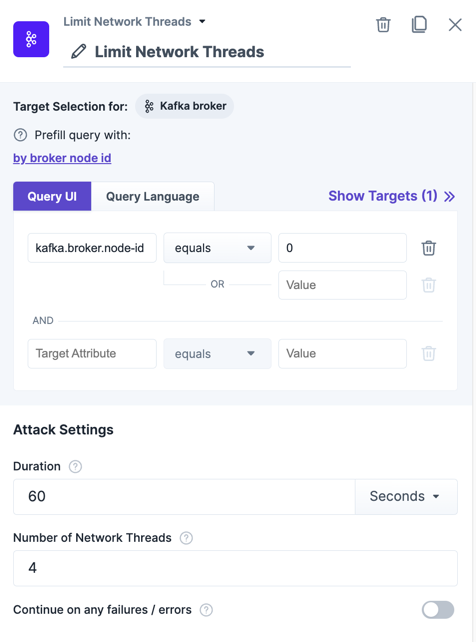 Limit Network Threads
Limit Network Threads
Target Selection for: Kafka broker
? Prefill query with:
by broker node id
Query UI Query Language Show Targets (1)
kafka.broker.node-id equals 0
OR Value
AND
Target Attribute equals Value
Attack Settings
Duration ?
60 Seconds
Number of Network Threads ?
4
Continue on any failures / errors ?